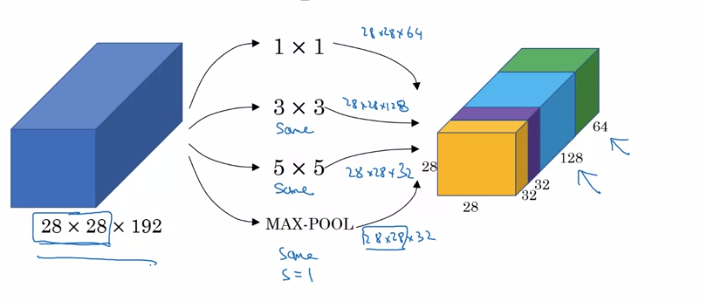 1 × 1
28×28×64
3 × 3
Same
28×28×128
5 × 5
Same
28×28×32
MAX-POOL
Same
s=1
28×28×32
28 × 28 × 192
28
28
32
32
128
64